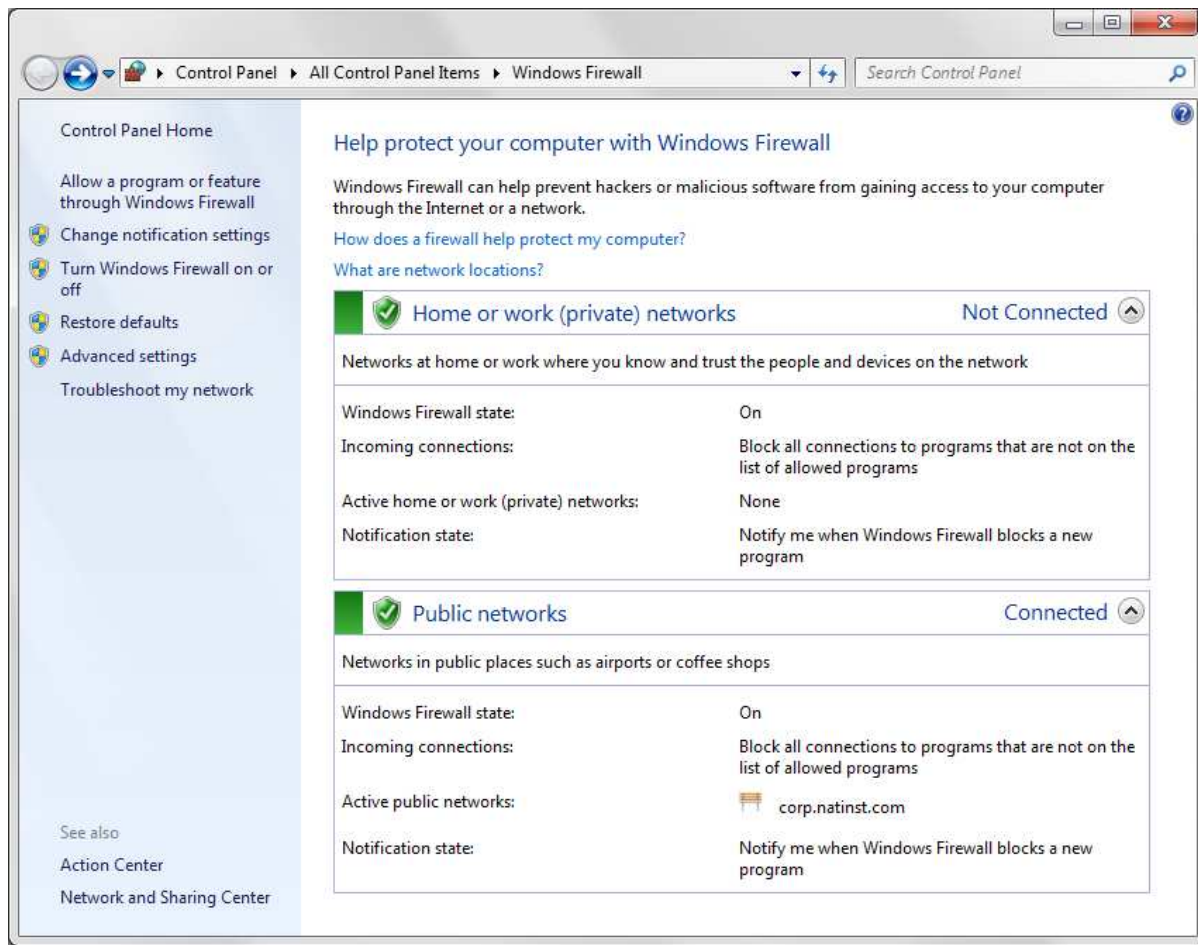 Control Panel ▸ All Control Panel Items ▸ Windows Firewall
Search Control Panel
Control Panel Home
Allow a program or feature
through Windows Firewall
Change notification settings
Turn Windows Firewall on or
off
Restore defaults
Advanced settings
Troubleshoot my network
See also
Action Center
Network and Sharing Center
Help protect your computer with Windows Firewall
Windows Firewall can help prevent hackers or malicious software from gaining access to your computer
through the Internet or a network.
How does a firewall help protect my computer?
What are network locations?
Home or work (private) networks Not Connected
Networks at home or work where you know and trust the people and devices on the network
Windows Firewall state: On
Incoming connections: Block all connections to programs that are not on the
list of allowed programs
Active home or work (private) networks: None
Notification state: Notify me when Windows Firewall blocks a new
program
Public networks Connected
Networks in public places such as airports or coffee shops
Windows Firewall state: On
Incoming connections: Block all connections to programs that are not on the
list of allowed programs
Active public networks: corp.natinst.com
Notification state: Notify me when Windows Firewall blocks a new
program